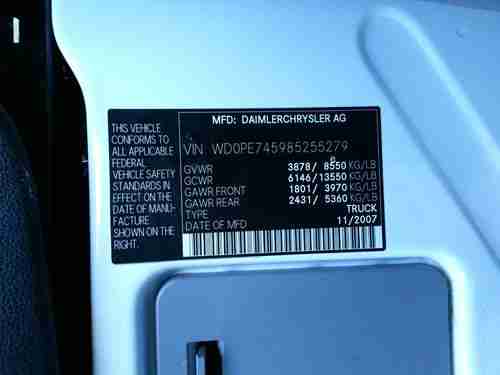 MFD: DAIMLERCHRYSLER AG
THIS VEHICLE
CONFORMS TO
ALL APPLICABLE
FEDERAL
VEHICLE SAFETY
STANDARDS IN
EFFECT ON THE
DATE OF MANU-
FACTURE
SHOWN ON THE
RIGHT.
VIN: WD0PE745985255279
GVWR 3878/ 8550 KG/LB
GCWR 6146/13550 KG/LB
GAWR FRONT 1801/ 3970 KG/LB
GAWR REAR 2431/ 5360 KG/LB
TYPE TRUCK
DATE OF MFD 11/2007